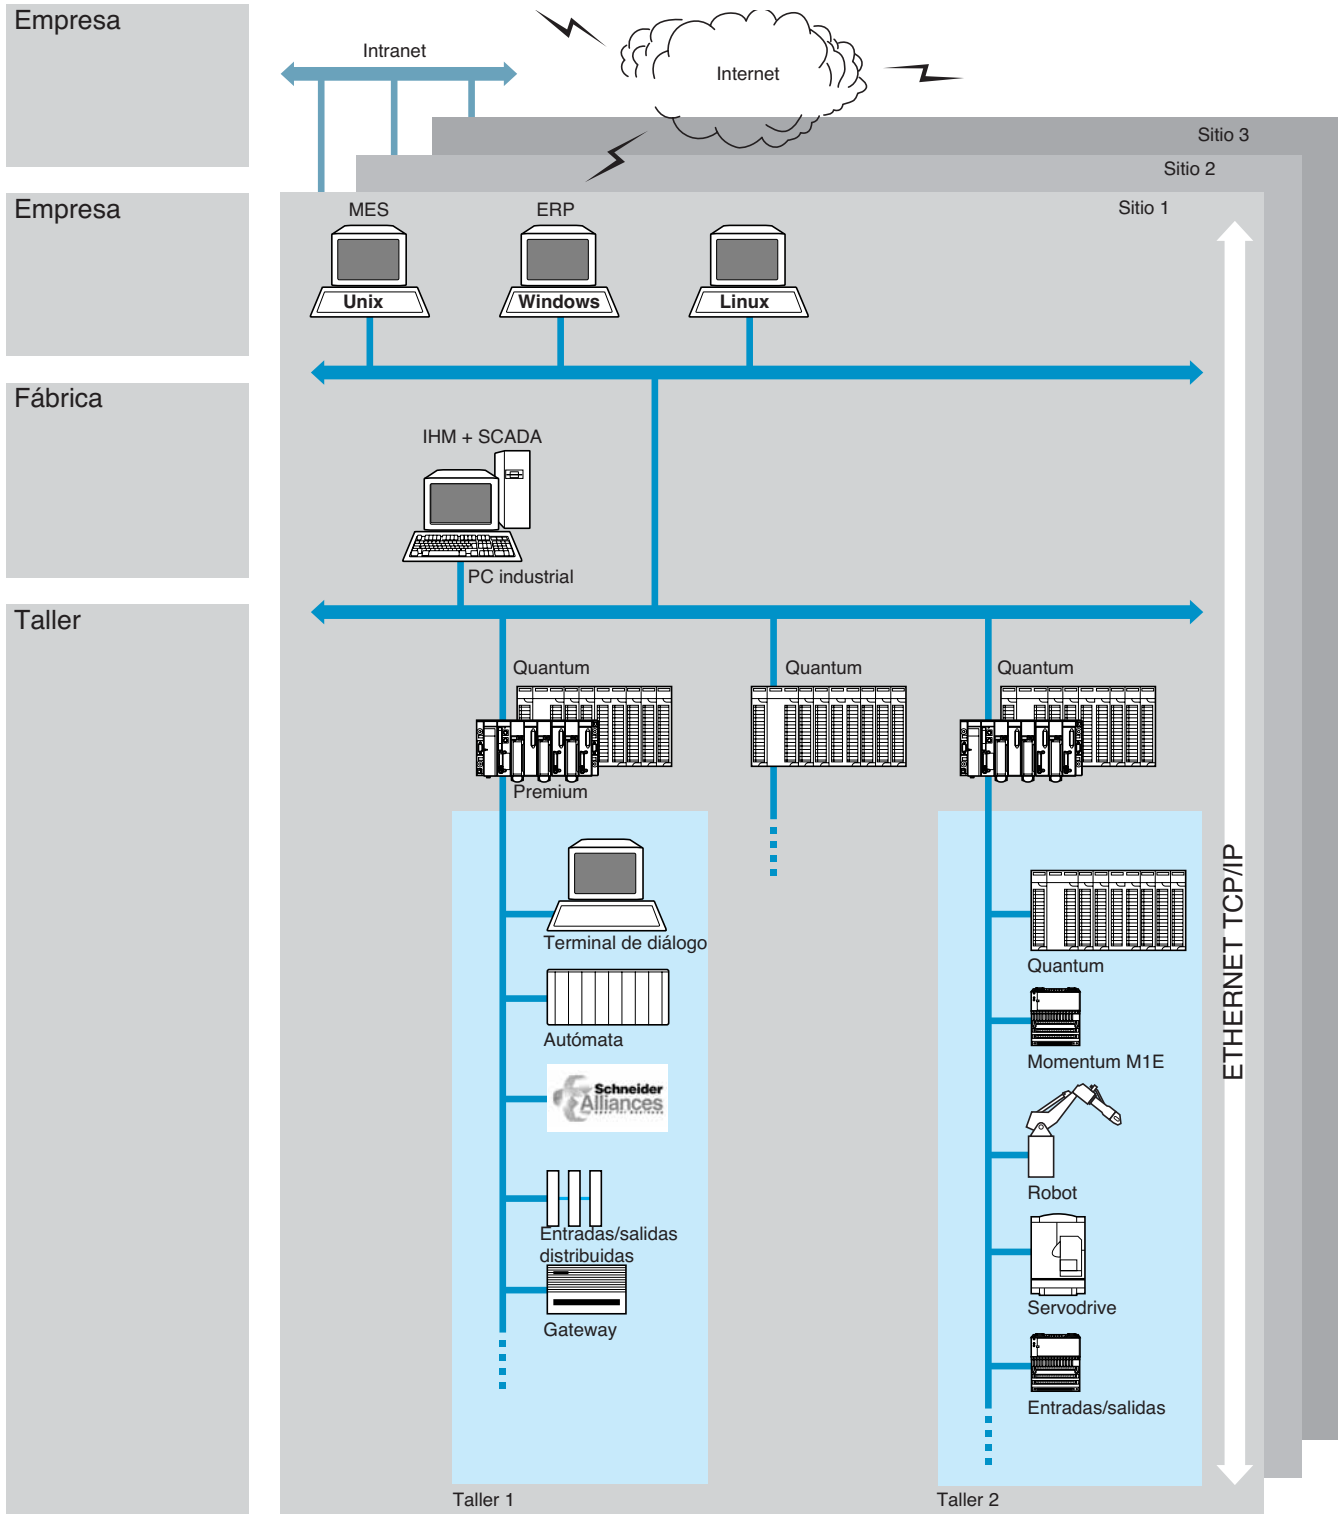 Empresa
Intranet
Internet
Sitio 3
Sitio 2
Empresa
MES
ERP
Sitio 1
Unix
Windows
Linux
Fábrica
IHM + SCADA
PC industrial
Taller
Quantum
Quantum
Quantum
Premium
ETHERNET TCP/IP
Terminal de diálogo
Autómata
Schneider
Alliances
Entradas/salidas
distribuidas
Gateway
Quantum
Momentum M1E
Robot
Servodrive
Entradas/salidas
Taller 1
Taller 2